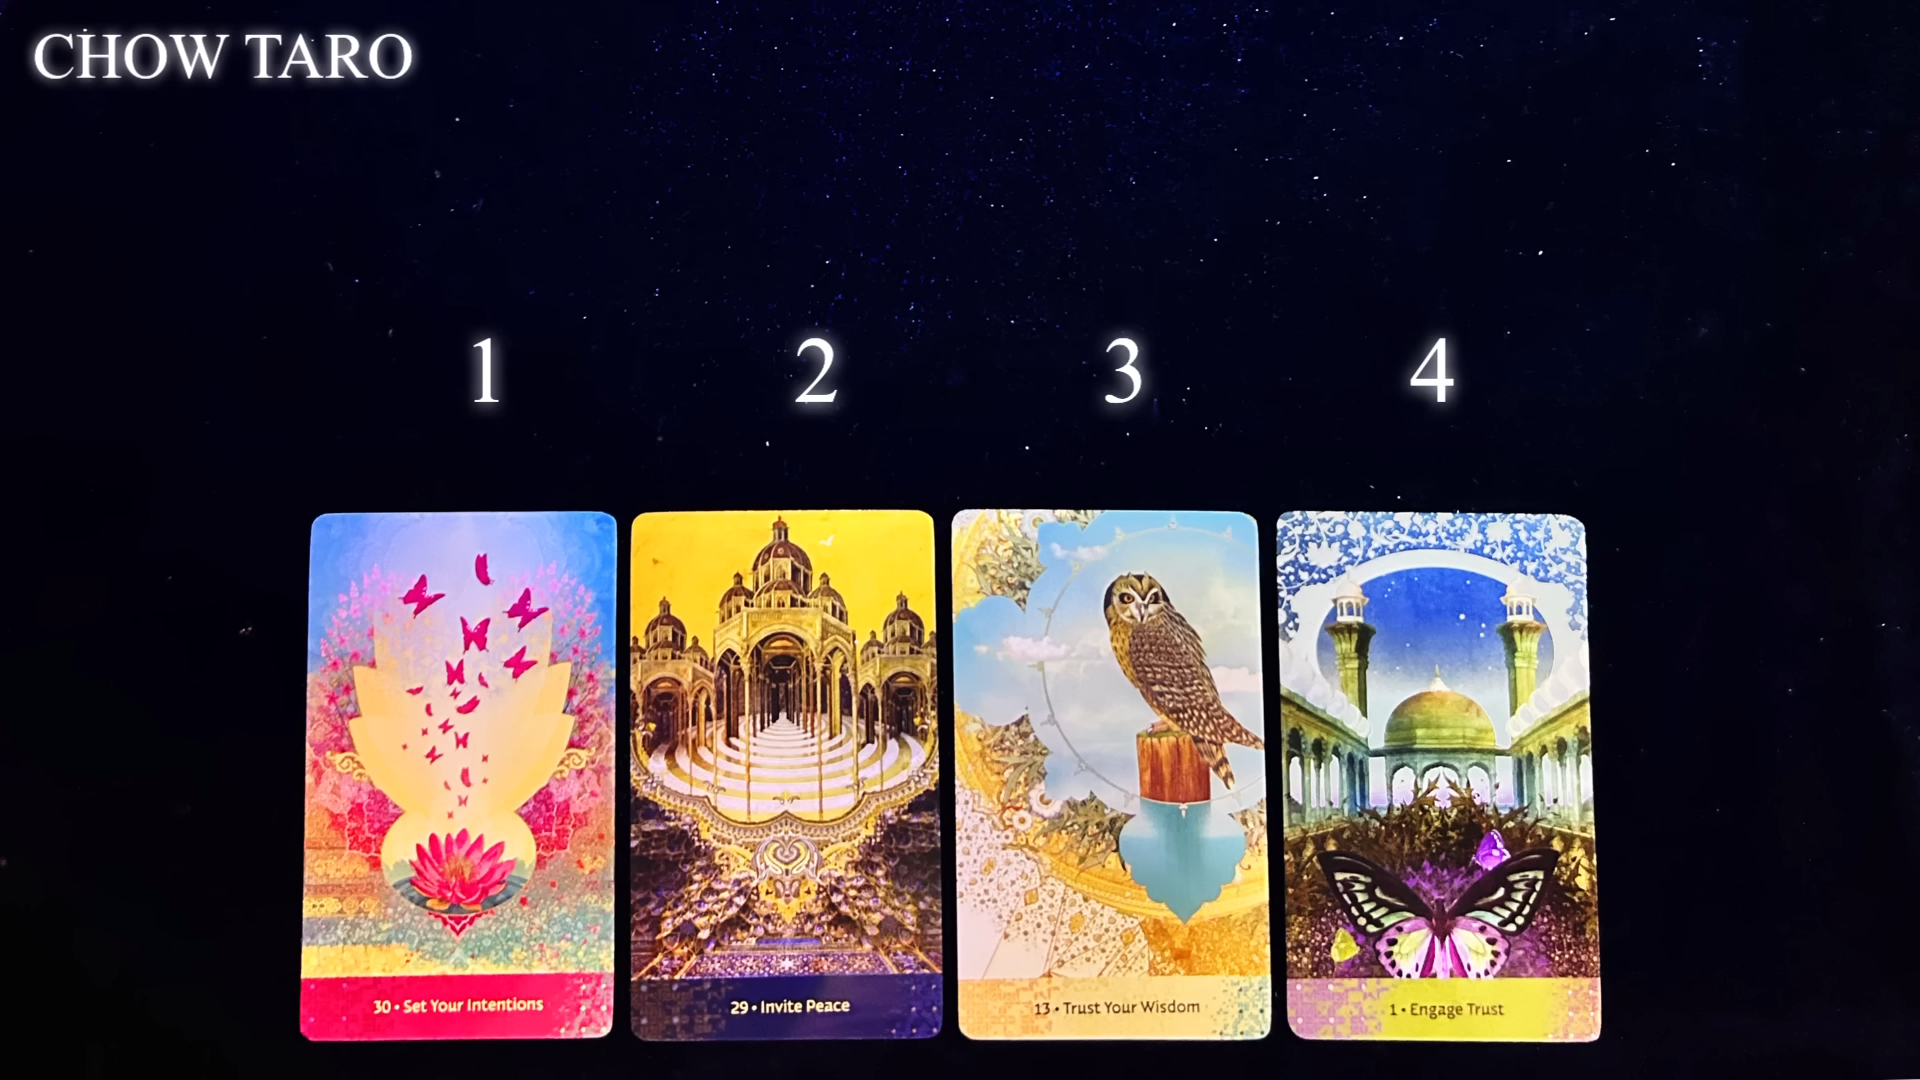 CHOW TARO
1
2
3
4
30 • Set Your Intentions
29 • Invite Peace
13 • Trust Your Wisdom
1 • Engage Trust